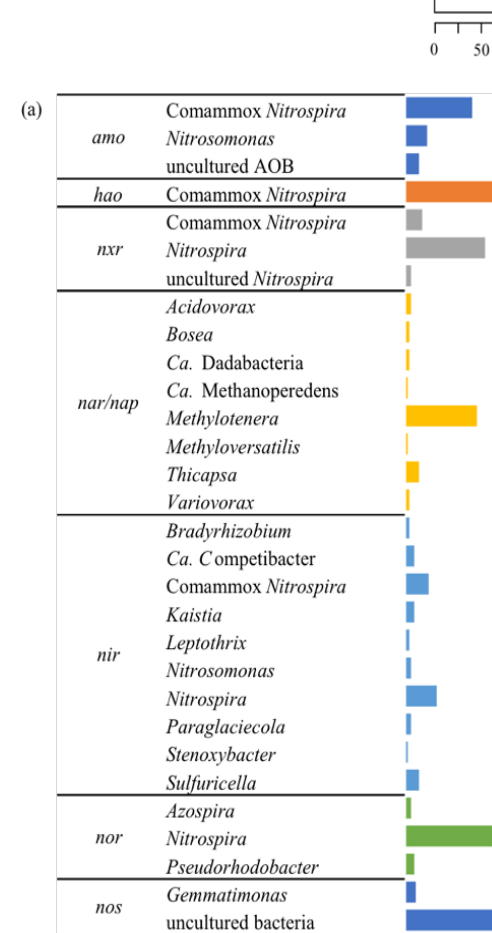 0 50
(a)
amo
Comammox Nitrospira
Nitrosomonas
uncultured AOB
hao
Comammox Nitrospira
nxr
Comammox Nitrospira
Nitrospira
uncultured Nitrospira
nar/nap
Acidovorax
Bosea
Ca. Dadabacteria
Ca. Methanoperedens
Methylotenera
Methyloversatilis
Thicapsa
Variovorax
nir
Bradyrhizobium
Ca. Competibacter
Comammox Nitrospira
Kaistia
Leptothrix
Nitrosomonas
Nitrospira
Paraglaciecola
Stenoxybacter
Sulfuricella
nor
Azospira
Nitrospira
Pseudorhodobacter
nos
Gemmatimonas
uncultured bacteria